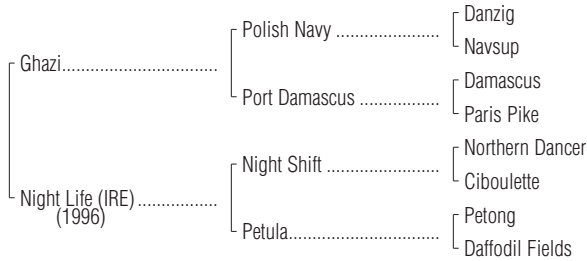 Danzig
Polish Navy ........................
Navsup
Ghazi....................................
Damascus
Port Damascus ..................
Paris Pike
Northern Dancer
Night Shift ..........................
Ciboulette
Night Life (IRE) ..................
(1996)
Petong
Petula...................................
Daffodil Fields